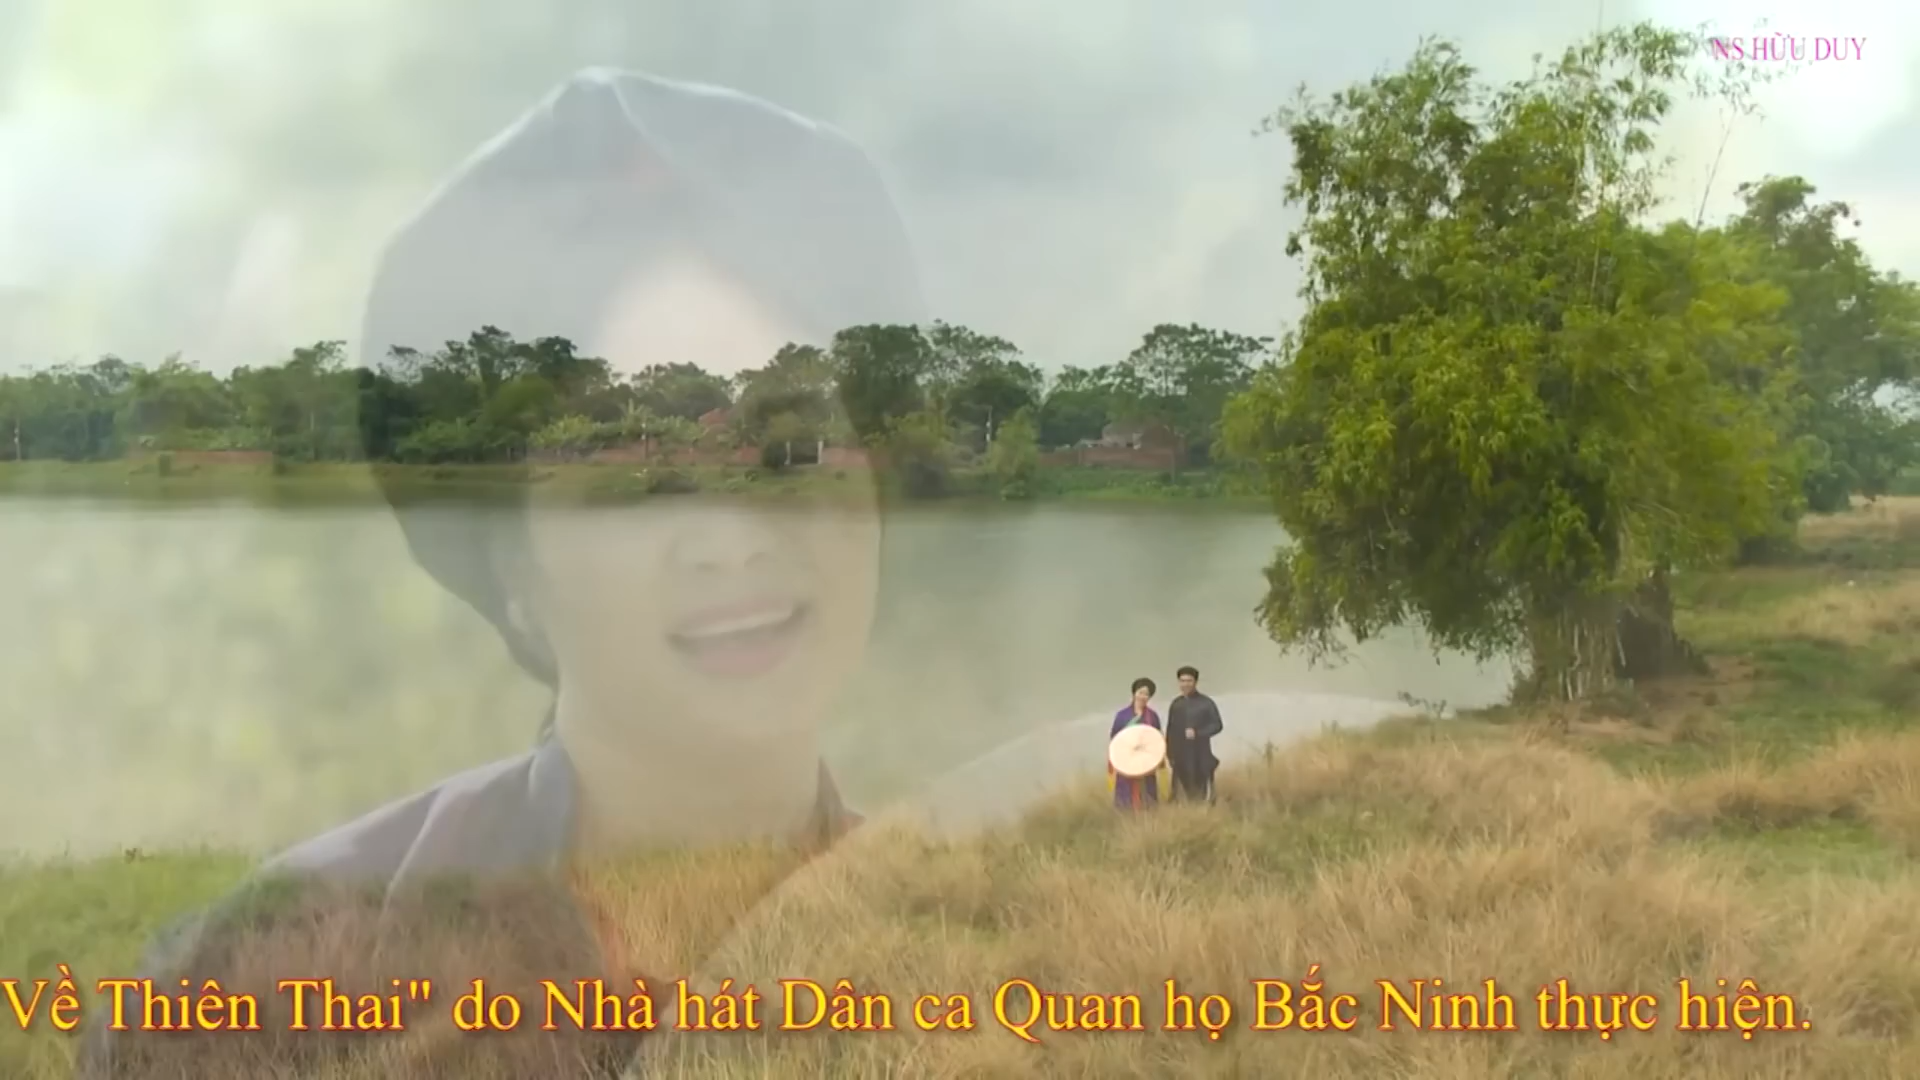 NS HỮU DUY
Về Thiên Thai" do Nhà hát Dân ca Quan họ Bắc Ninh thực hiện.